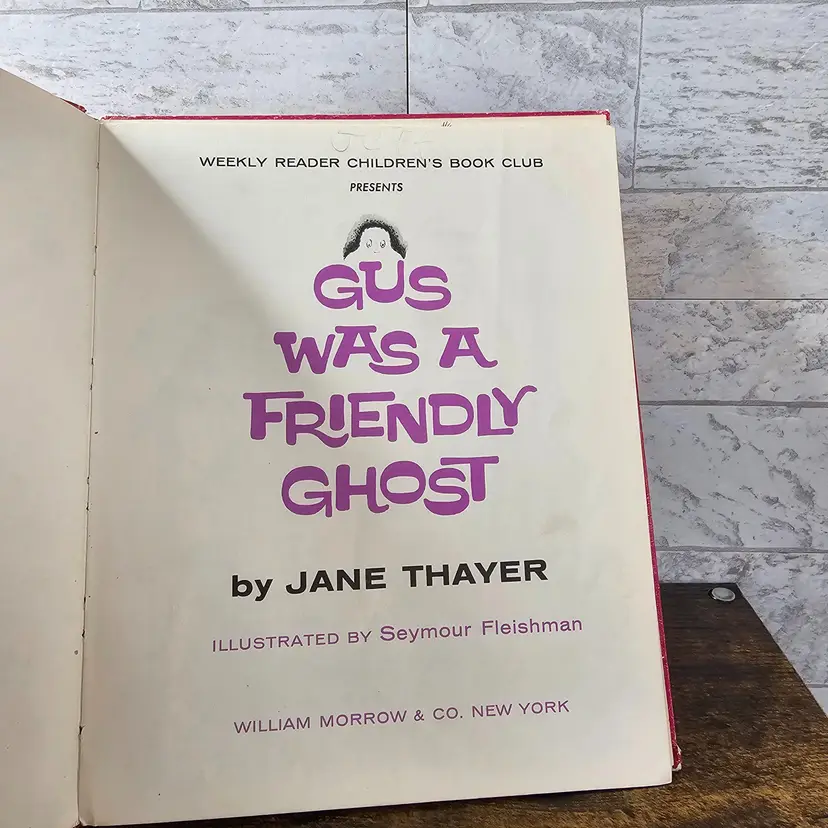 WEEKLY READER CHILDREN'S BOOK CLUB
PRESENTS
GUS
WAS A
FRIENDLY
GHOST
by JANE THAYER
ILLUSTRATED BY Seymour Fleishman
WILLIAM MORROW & CO. NEW YORK